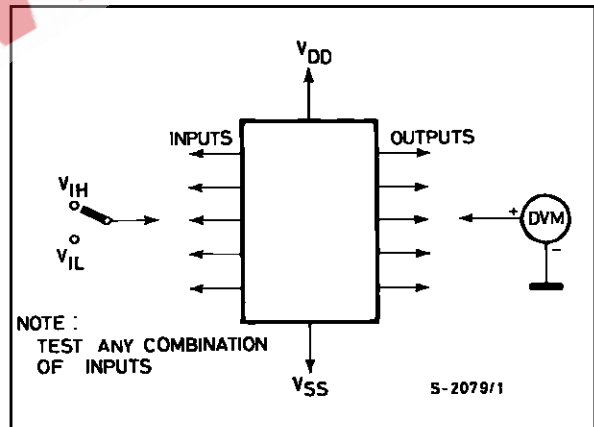 VDD
INPUTS
OUTPUTS
VIH
VIL
+
DVM
-
NOTE :
TEST ANY COMBINATION
OF INPUTS
VSS
S-2079/1